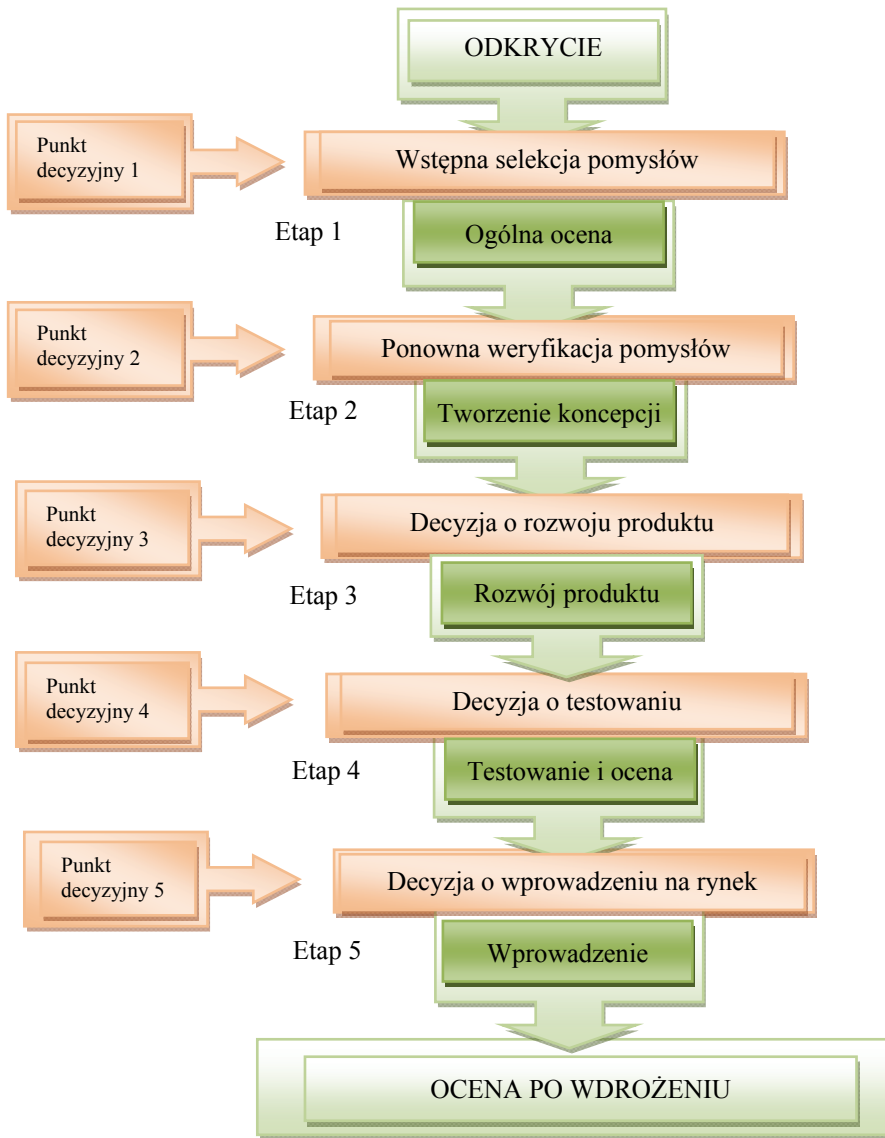 ODKRYCIE
Punkt
decyzyjny 1
Wstępna selekcja pomysłów
Etap 1
Ogólna ocena
Punkt
decyzyjny 2
Ponowna weryfikacja pomysłów
Etap 2
Tworzenie koncepcji
Punkt
decyzyjny 3
Decyzja o rozwoju produktu
Etap 3
Rozwój produktu
Punkt
decyzyjny 4
Decyzja o testowaniu
Etap 4
Testowanie i ocena
Punkt
decyzyjny 5
Decyzja o wprowadzeniu na rynek
Etap 5
Wprowadzenie
OCENA PO WDROŻENIU